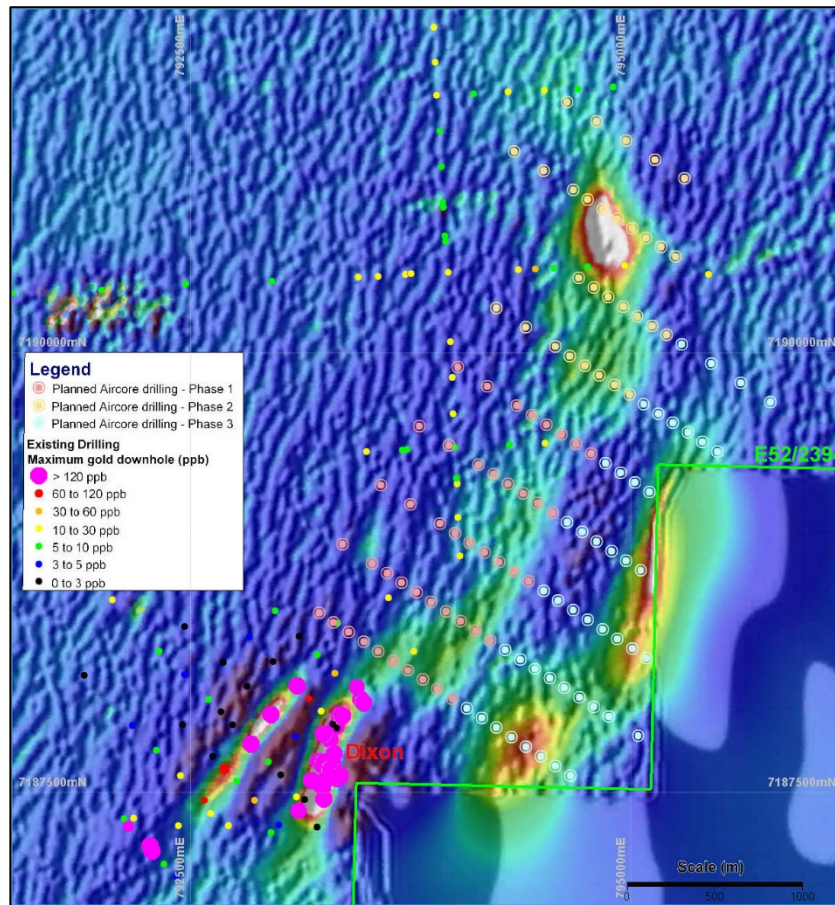 792500mE
795000mE
7190000mN
7190000mN
Legend
Planned Aircore drilling - Phase 1
Planned Aircore drilling - Phase 2
Planned Aircore drilling - Phase 3
Existing Drilling
Maximum gold downhole (ppb)
> 120 ppb
60 to 120 ppb
30 to 60 ppb
10 to 30 ppb
5 to 10 ppb
3 to 5 ppb
0 to 3 ppb
E52/239
Dixon
7187500mN
7187500mN
792500mE
795000mE
Scale (m)
0
500
1000